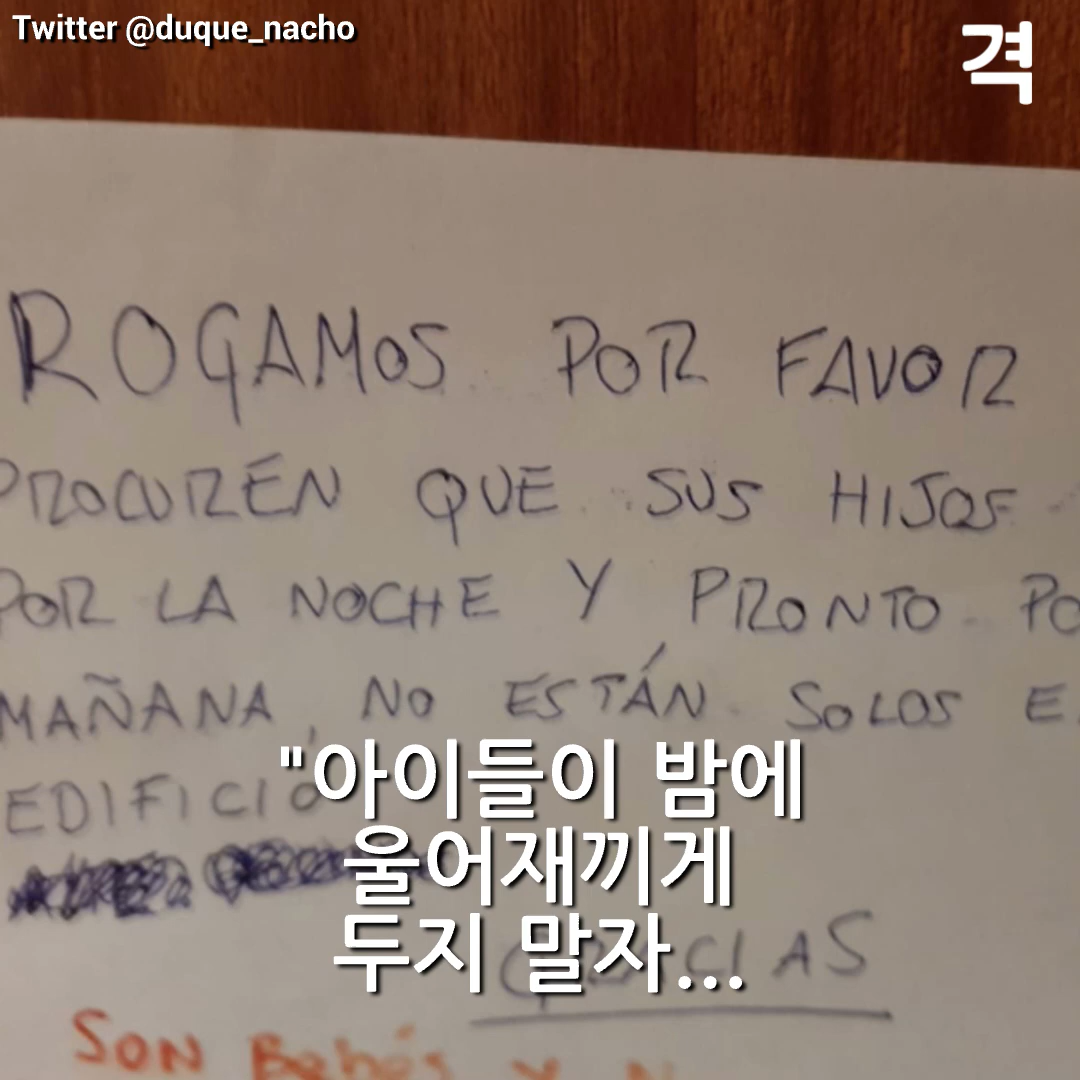 Twitter @duque_nacho
격
ROGAMOS POR FAVOR
PROCUREN QUE SUS HIJOS
POR LA NOCHE Y PRONTO
MAÑANA, NO ESTÁN SOLOS
EDIFICIO
"아이들이 밤에
울어재끼게
두지 말자...
SON Bebés Y